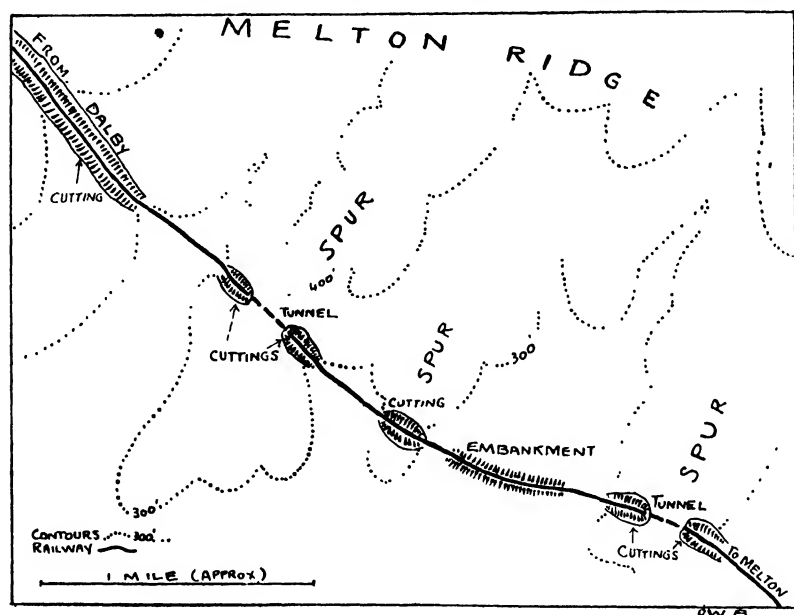 MELTON RIDGE
FROM DALBY
CUTTING
SPUR
400'
TUNNEL
CUTTINGS
SPUR
300'
CUTTING
EMBANKMENT
SPUR
TUNNEL
CUTTINGS
TO MELTON
300'
CONTOURS 300'
RAILWAY
1 MILE (APPROX)